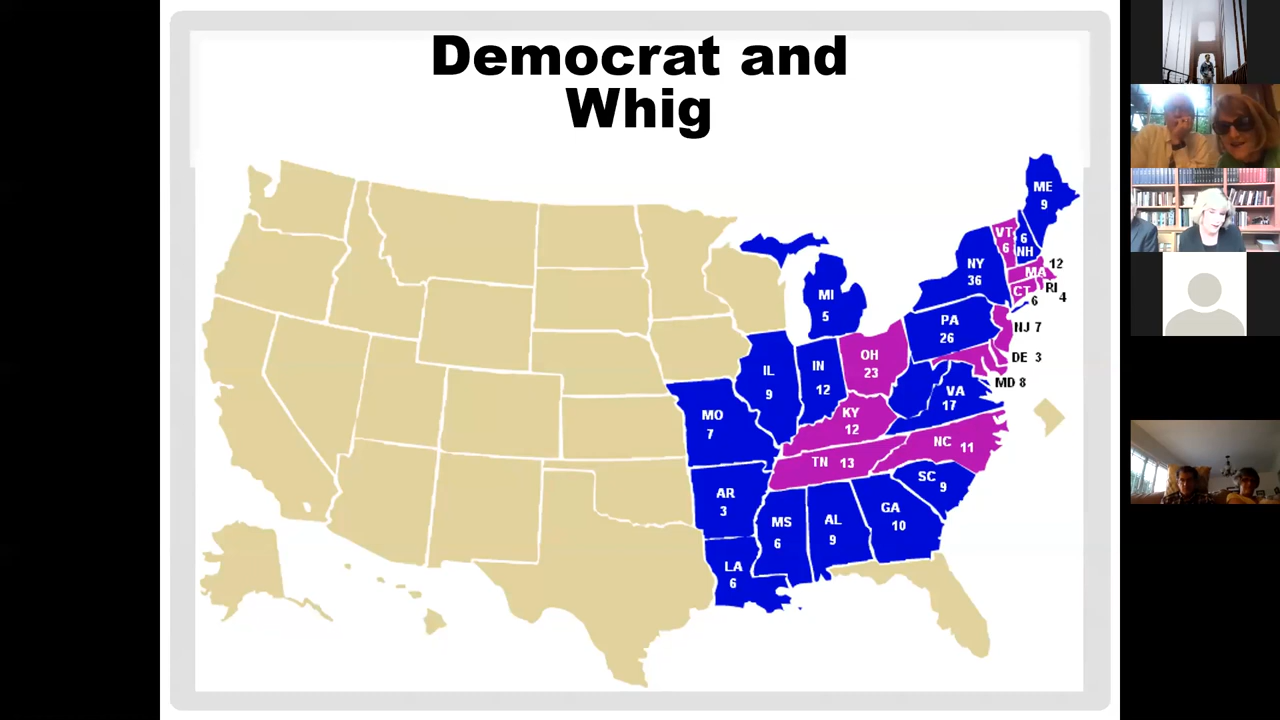 Democrat and
Whig
ME
9
VT
6
6
NH
12
MA
NY
36
CT
RI
6
4
MI
5
PA
26
NJ 7
OH
23
DE 3
IL
9
IN
12
MD 8
VA
17
MO
7
KY
12
NC 11
TN 13
SC
9
AR
3
MS
6
AL
9
GA
10
LA
6